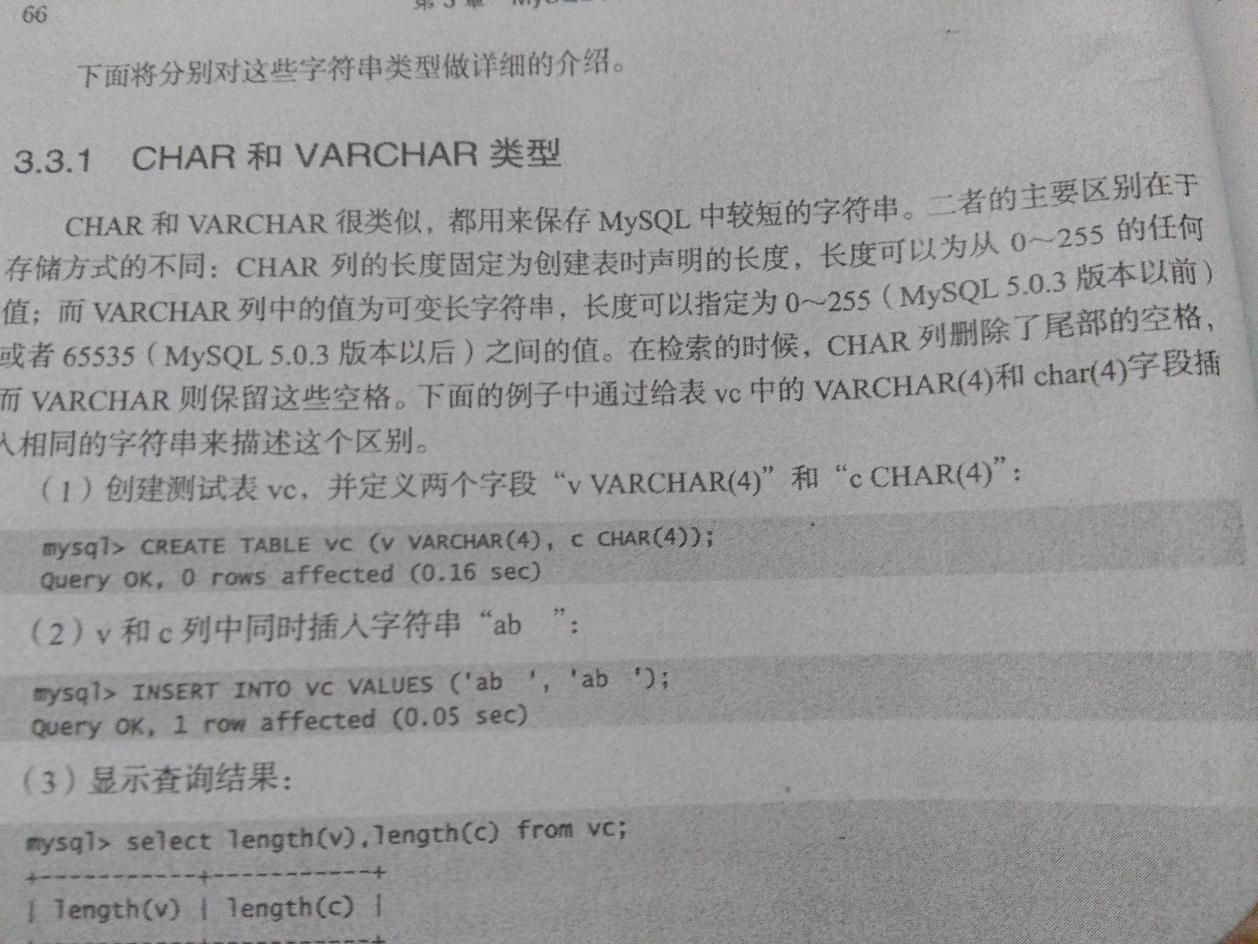 66
第 3 章 MySQL
下面将分别对这些字符串类型做详细的介绍。
3.3.1 CHAR 和 VARCHAR 类型
CHAR 和 VARCHAR 很类似，都用来保存 MySQL 中较短的字符串。二者的主要区别在于
存储方式的不同：CHAR 列的长度固定为创建表时声明的长度，长度可以为从 0～255 的任何
值；而 VARCHAR 列中的值为可变长字符串，长度可以指定为 0～255（MySQL 5.0.3 版本以前）
或者 65535（MySQL 5.0.3 版本以后）之间的值。在检索的时候，CHAR 列删除了尾部的空格，
而 VARCHAR 则保留这些空格。下面的例子中通过给表 vc 中的 VARCHAR(4)和 char(4)字段插
入相同的字符串来描述这个区别。
（1）创建测试表 vc，并定义两个字段“v VARCHAR(4)”和“c CHAR(4)”：
mysql> CREATE TABLE vc (v VARCHAR(4), c CHAR(4));
Query OK, 0 rows affected (0.16 sec)
（2）v 和 c 列中同时插入字符串“ab  ”：
mysql> INSERT INTO vc VALUES ('ab  ', 'ab  ');
Query OK, 1 row affected (0.05 sec)
（3）显示查询结果：
mysql> select length(v),length(c) from vc;
+-----------+-----------+
| length(v) | length(c) |
+-----------+-----------+